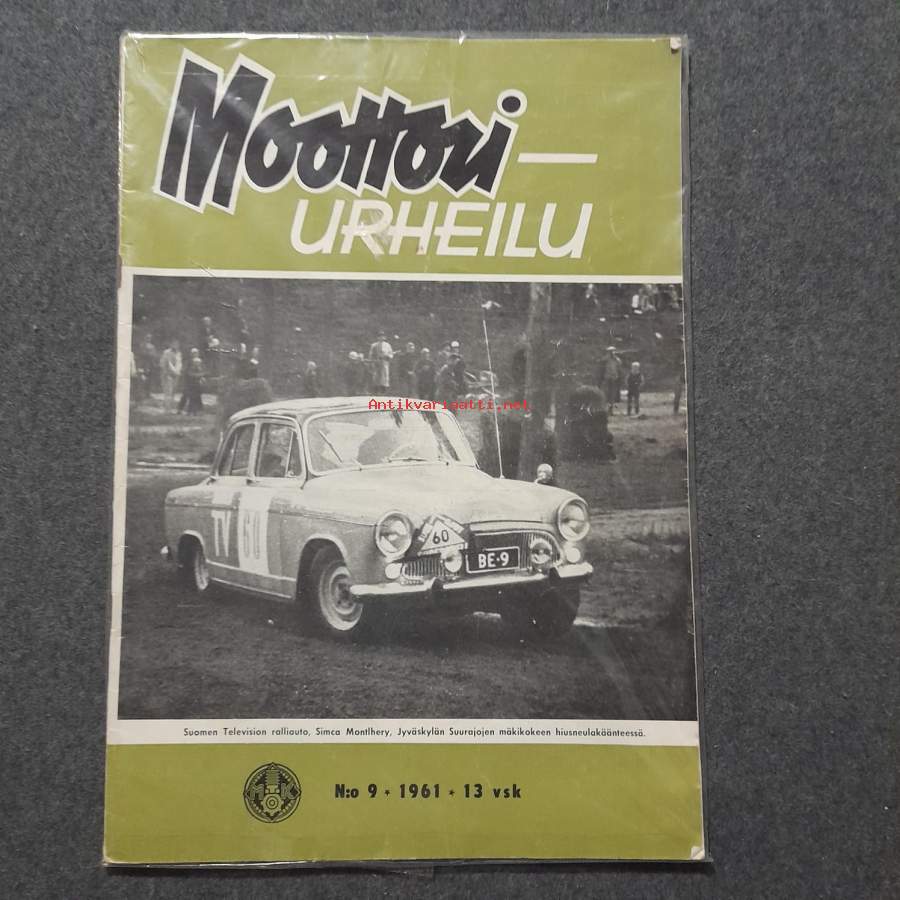 Moottori-
URHEILU
Antikvariaatti.net
TV 60
60
BE-9
Suomen Television ralliauto, Simca Montlhery, Jyväskylän Suurajojen mäkikokeen hiusneulakäänteessä.
M K
N:o 9 * 1961 * 13 vsk